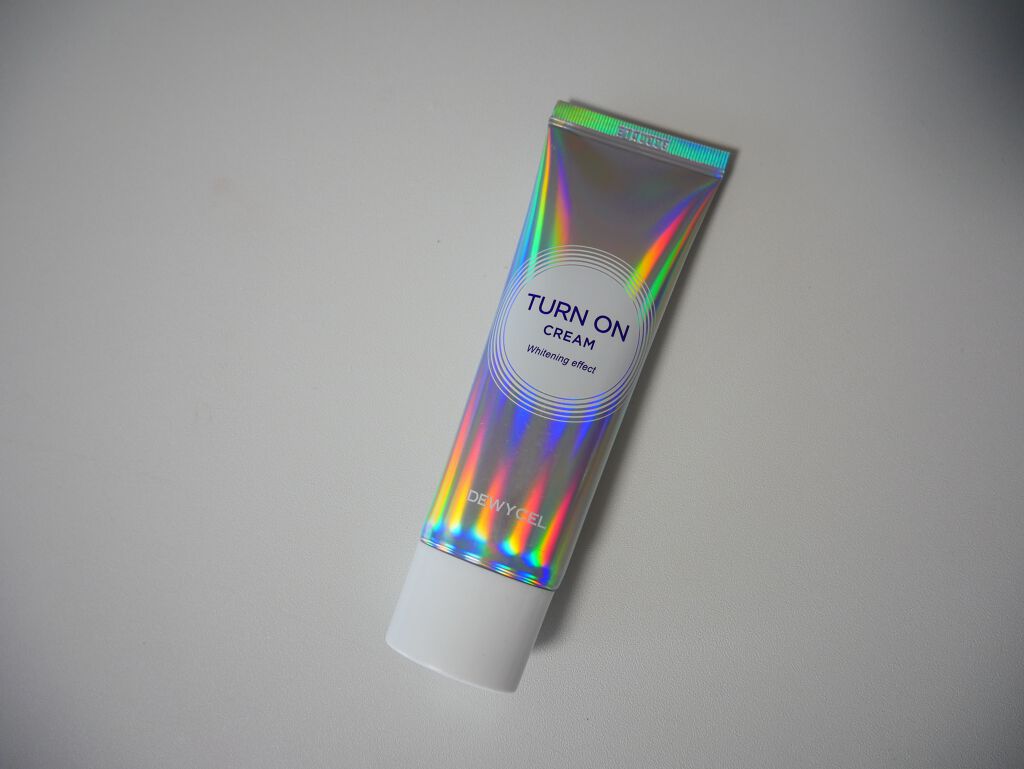 TURN ON
CREAM
Whitening effect
DEWYCEL